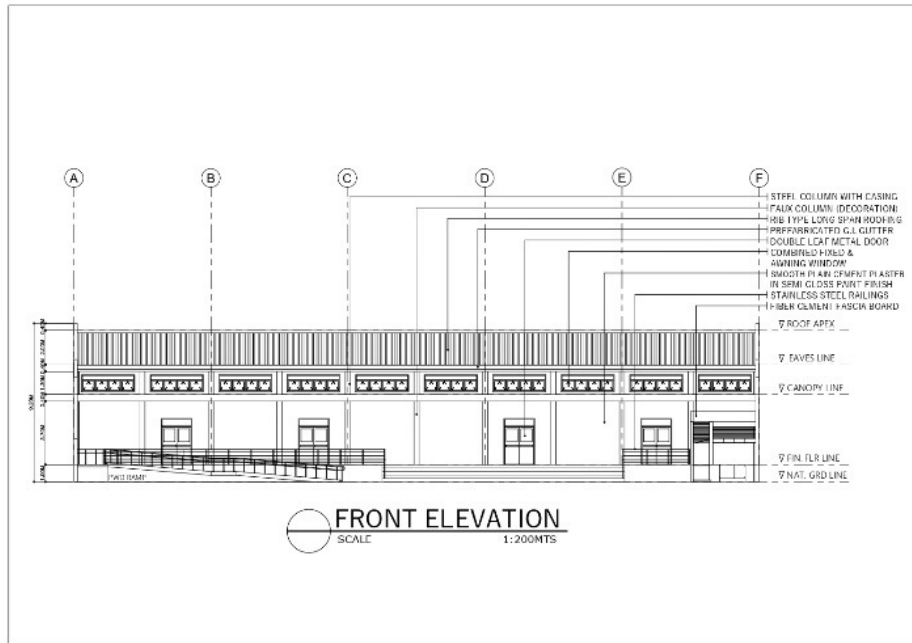 A B C D E F
STEEL COLUMN WITH CASING
FAUX COLUMN (DECORATION)
RIB TYPE LONG SPAN ROOFING
PREFABRICATED G.I. GUTTER
DOUBLE LEAF METAL DOOR
COMBINED FIXED &
AWNING WINDOW
SMOOTH PLAIN CEMENT PLASTER
IN SEMI GLOSS PAINT FINISH
STAINLESS STEEL RAILINGS
FIBER CEMENT FASCIA BOARD
ROOF APEX
EAVES LINE
CANOPY LINE
FIN. FLR LINE
NAT. GRD LINE
PWD RAMP
FRONT ELEVATION
SCALE 1:200MTS